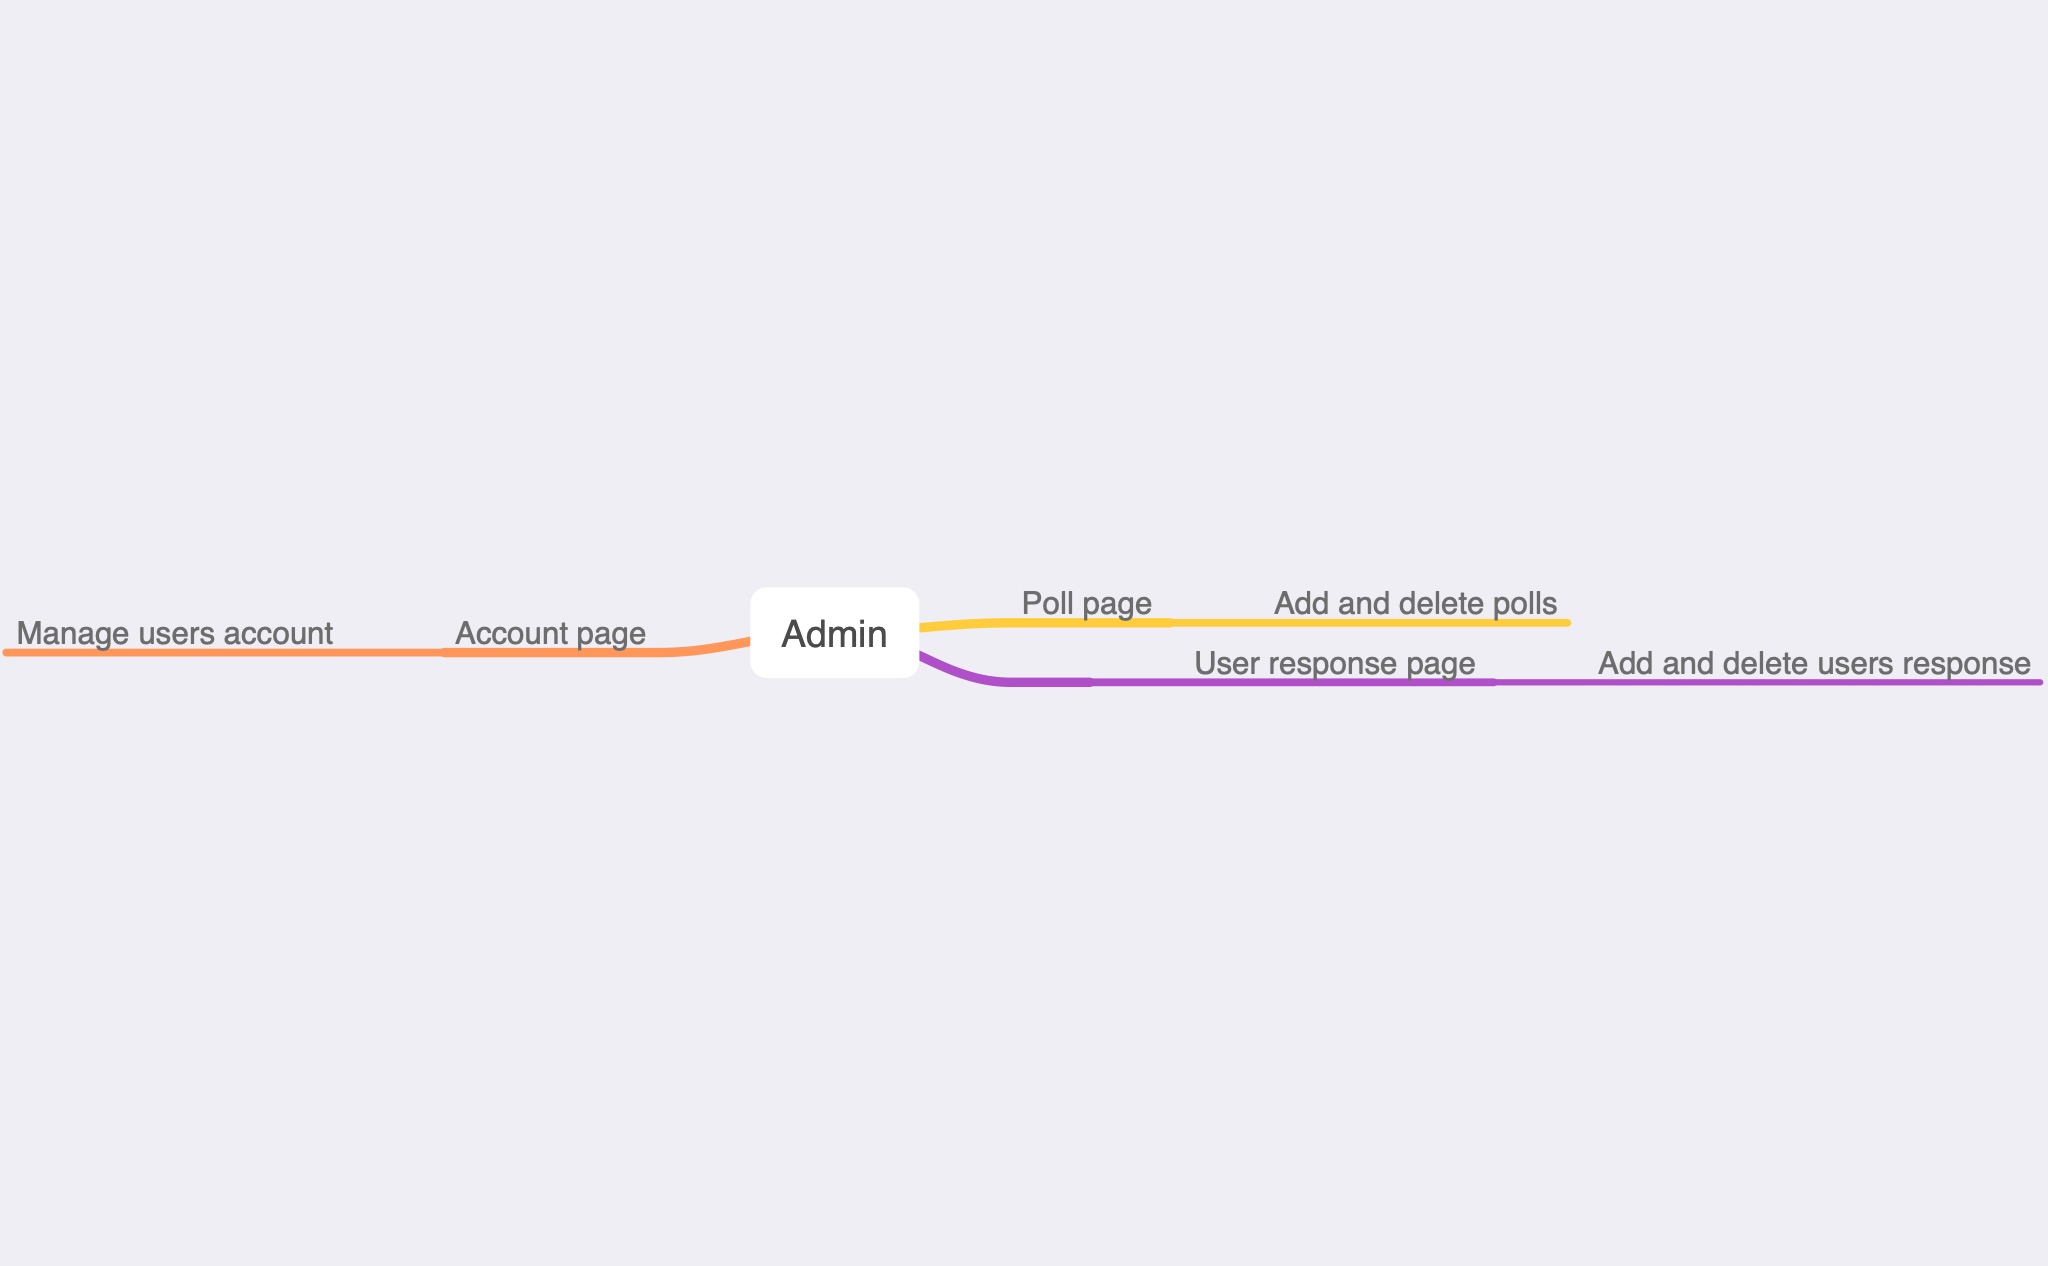 Poll page
Add and delete polls
Manage users account
Account page
Admin
User response page
Add and delete users response